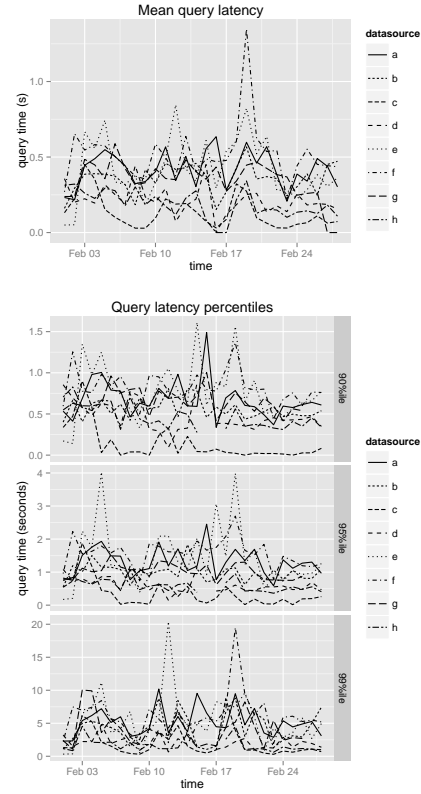 Mean query latency
datasource
a
b
c
d
e
f
g
h
query time (s)
1.0
0.5
0.0
Feb 03 Feb 10 Feb 17 Feb 24
time
Query latency percentiles
90%ile
1.5
1.0
0.5
0.0
95%ile
4
3
2
1
0
99%ile
20
15
10
5
0
query time (seconds)
Feb 03 Feb 10 Feb 17 Feb 24
time
datasource
a
b
c
d
e
f
g
h